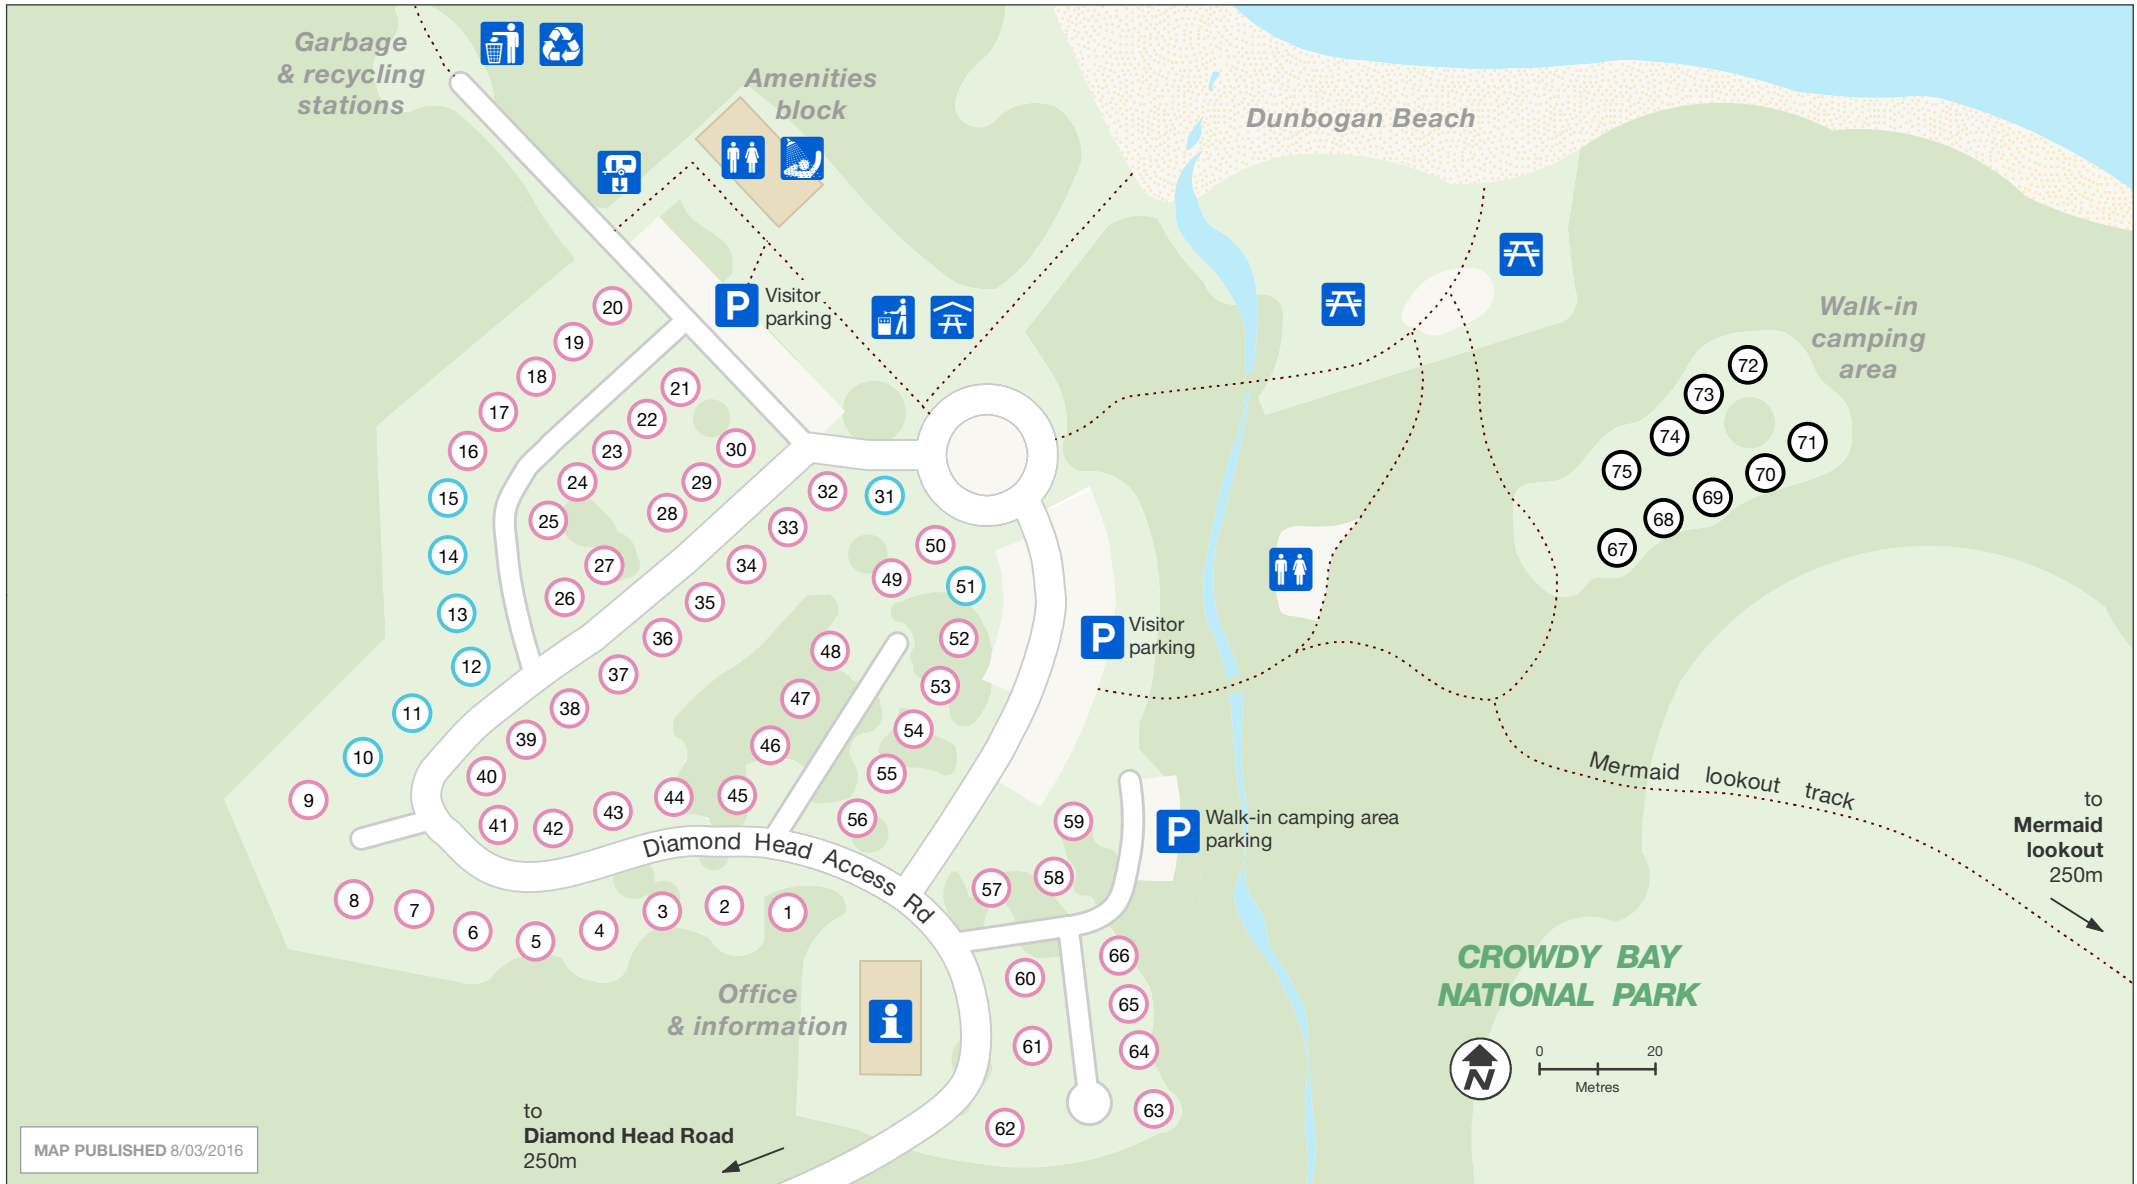 Garbage
& recycling
stations
Amenities
block
Dunbogan Beach
P
Visitor
parking
Walk-in
camping
area
20
19
18
17
16
15
14
13
12
11
10
9
21
22
23
24
25
26
27
28
29
30
31
32
33
34
35
36
37
38
39
40
41
42
43
44
45
46
47
48
49
50
51
52
53
54
55
56
72
73
74
75
71
70
69
68
67
P
Visitor
parking
P
Walk-in camping area
parking
59
58
57
Diamond Head Access Rd
8
7
6
5
4
3
2
1
60
61
62
66
65
64
63
Mermaid lookout track
to
Mermaid
lookout
250m
Office
& information
i
CROWDY BAY
NATIONAL PARK
N
0 20
Metres
to
Diamond Head Road
250m
MAP PUBLISHED 8/03/2016